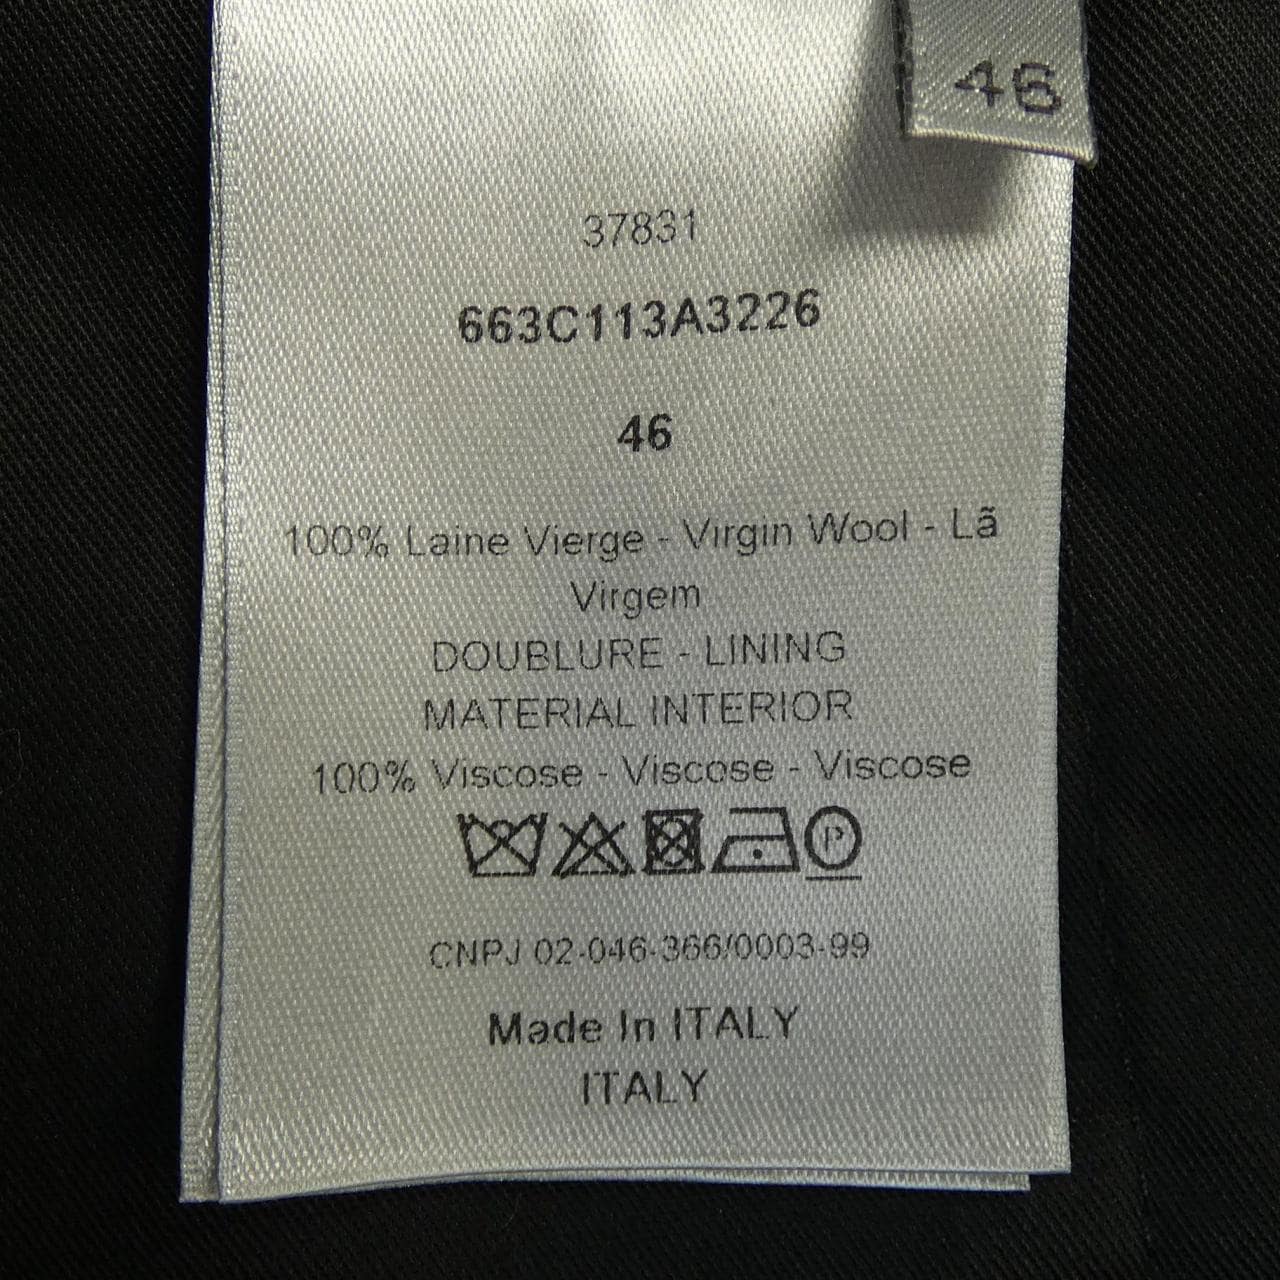 46
37831
663C113A3226
46
100% Laine Vierge - Virgin Wool - Lã
Virgem
DOUBLURE - LINING
MATERIAL INTERIOR
100% Viscose - Viscose - Viscose
P
CNPJ 02-046-366/0003-99
Made In ITALY
ITALY